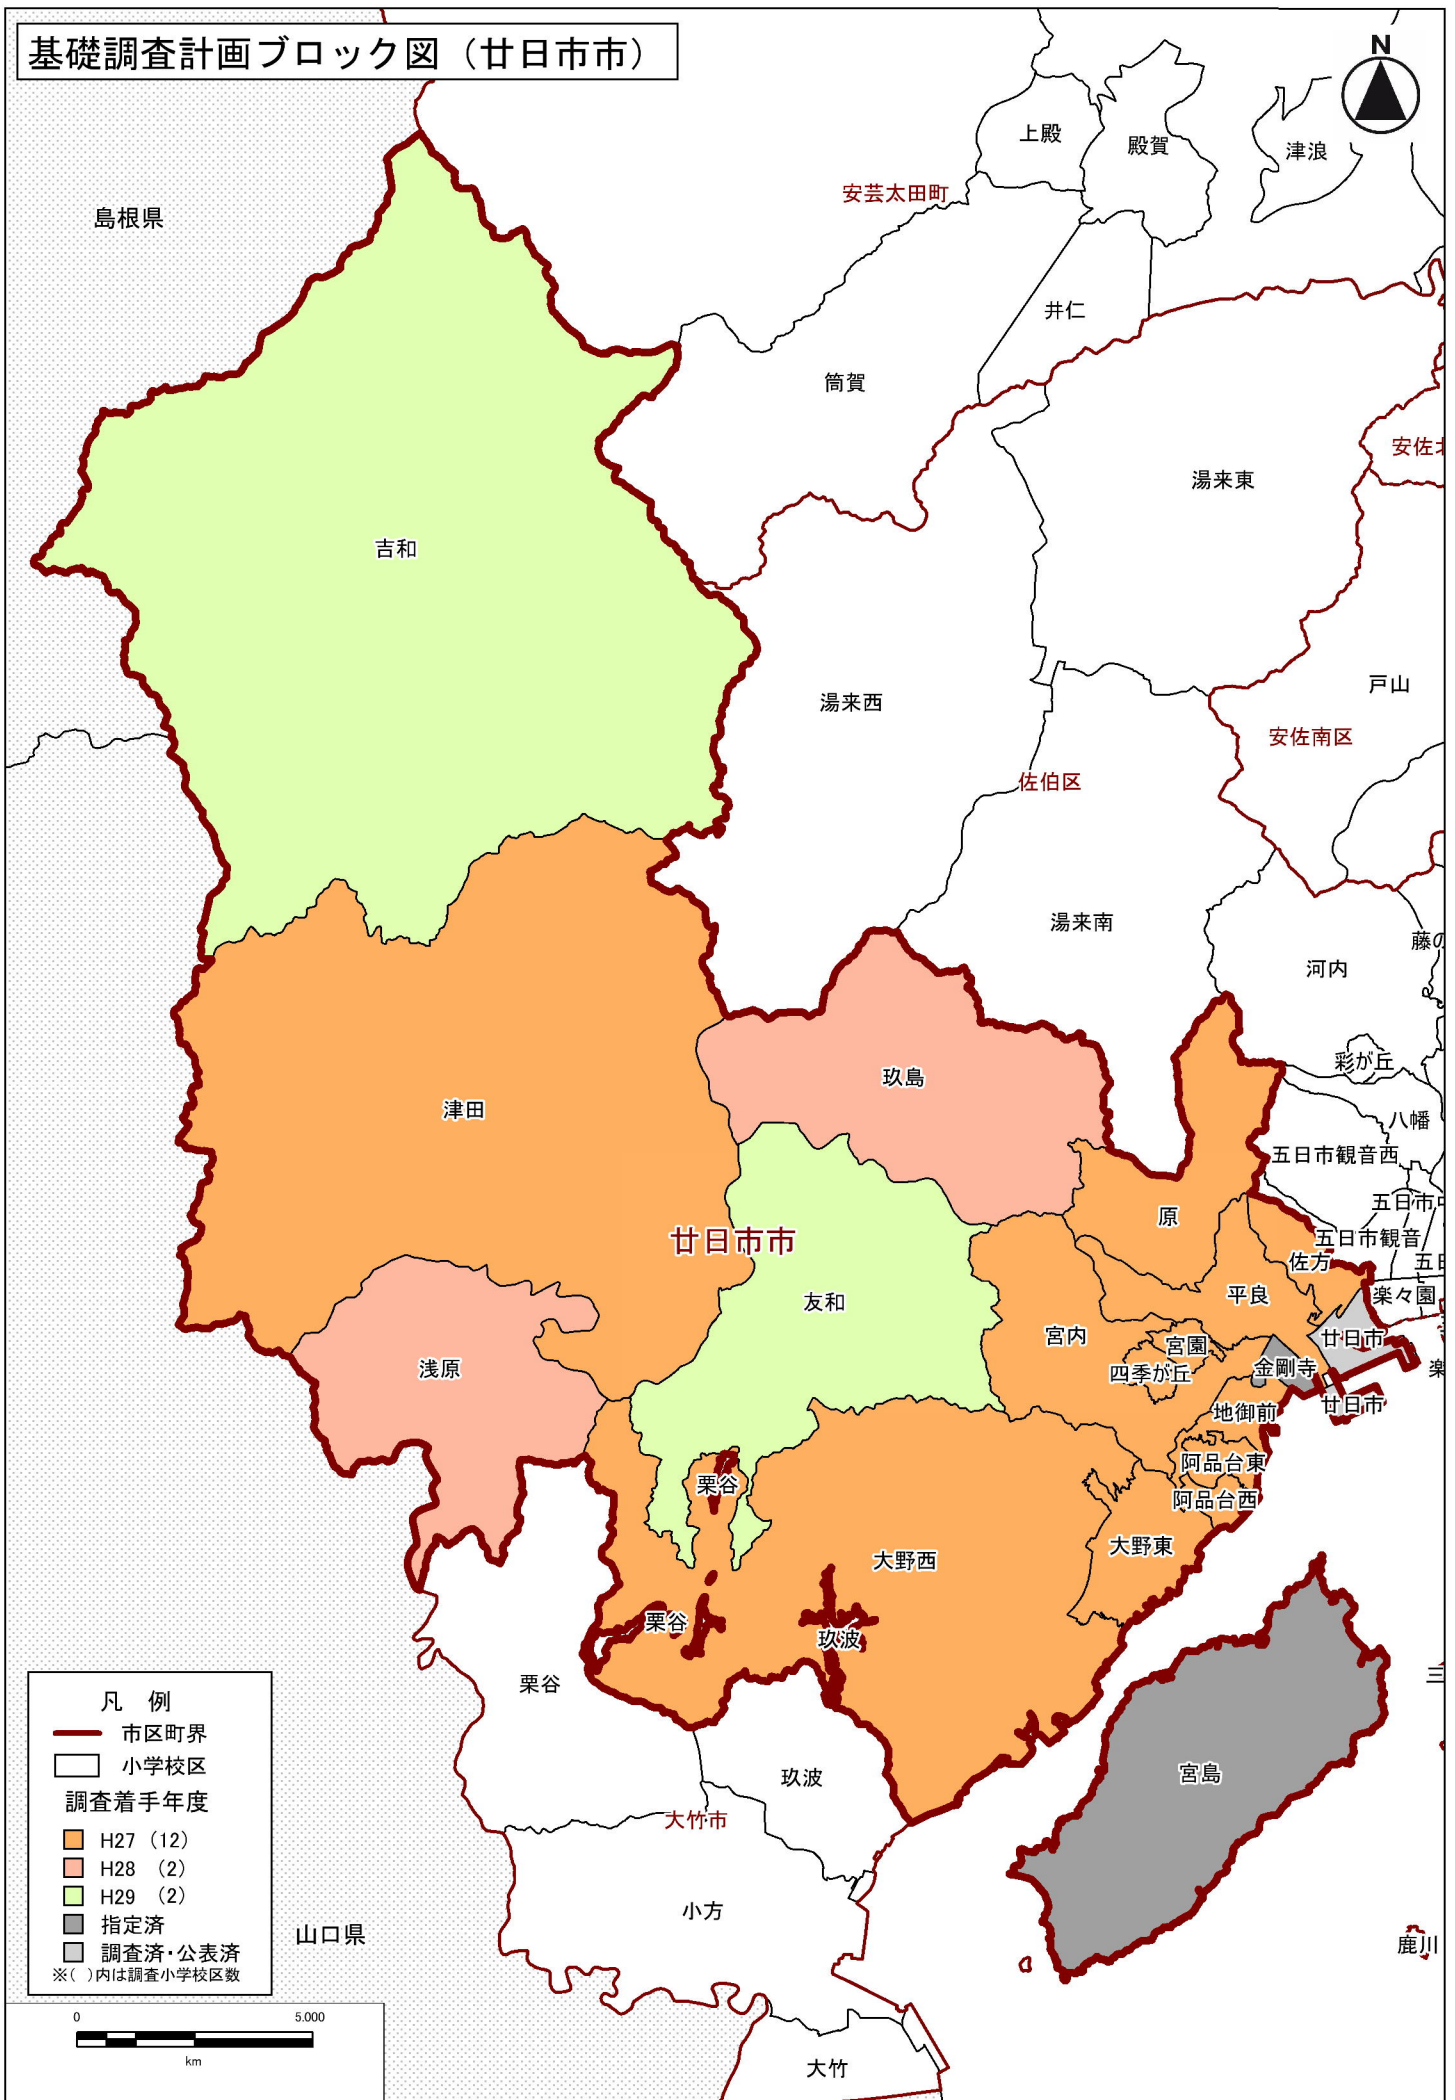 基礎調査計画ブロック図（廿日市市）
N
上殿
殿賀
津浪
安芸太田町
島根県
井仁
筒賀
安佐北
湯来東
吉和
戸山
湯来西
安佐南区
佐伯区
湯来南
藤の
河内
彩が丘
玖島
津田
八幡
五日市観音西
五日市中
原
五日市観音
廿日市市
佐方
五日
楽々園
友和
平良
宮内
廿日市
宮園
浅原
四季が丘
金剛寺
楽
廿日市
地御前
阿品台東
栗谷
阿品台西
大野東
大野西
栗谷
玖波
栗谷
三
玖波
宮島
大竹市
小方
山口県
鹿川
大竹
凡 例
市区町界
小学校区
調査着手年度
H27（12）
H28 （2）
H29 （2）
指定済
調査済・公表済
※( )内は調査小学校区数
0 5.000
km